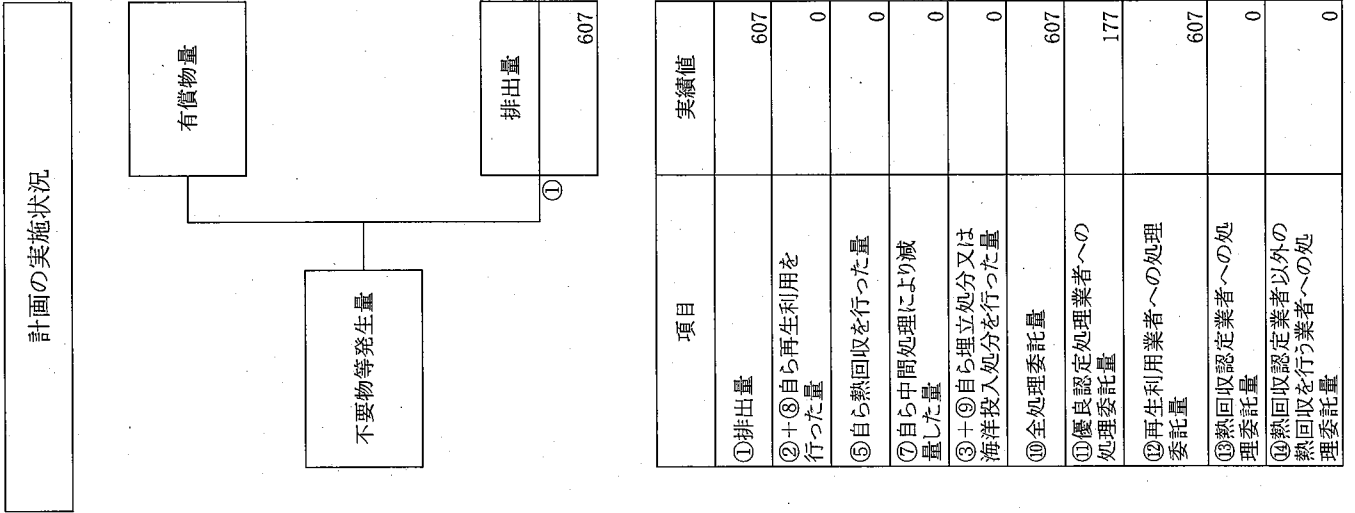 計画の実施状況
有償物量
不要物等発生量
排出量
①
607
項目
実績値
①排出量
607
②+⑧自ら再生利用を
行った量
0
⑤自ら熱回収を行った量
0
⑦自ら中間処理により減
量した量
0
③+⑨自ら埋立処分又は
海洋投入処分を行った量
0
⑩全処理委託量
607
⑪優良認定処理業者への
処理委託量
177
⑫再生利用業者への処理
委託量
607
⑬熱回収認定業者への処
理委託量
0
⑭熱回収認定業者以外の
熱回収を行う業者への処
理委託量
0